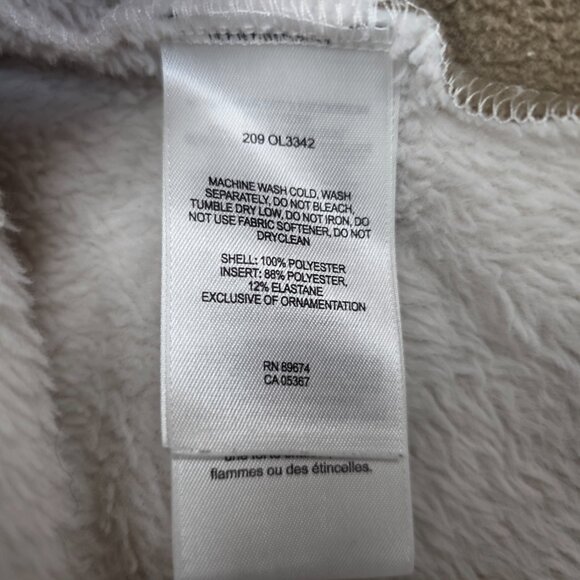 209 OL3342
MACHINE WASH COLD, WASH
SEPARATELY, DO NOT BLEACH,
TUMBLE DRY LOW, DO NOT IRON, DO
NOT USE FABRIC SOFTENER, DO NOT
DRYCLEAN
SHELL: 100% POLYESTER
INSERT: 88% POLYESTER,
12% ELASTANE
EXCLUSIVE OF ORNAMENTATION
RN 89674
CA 05367
flammes ou des étincelles.